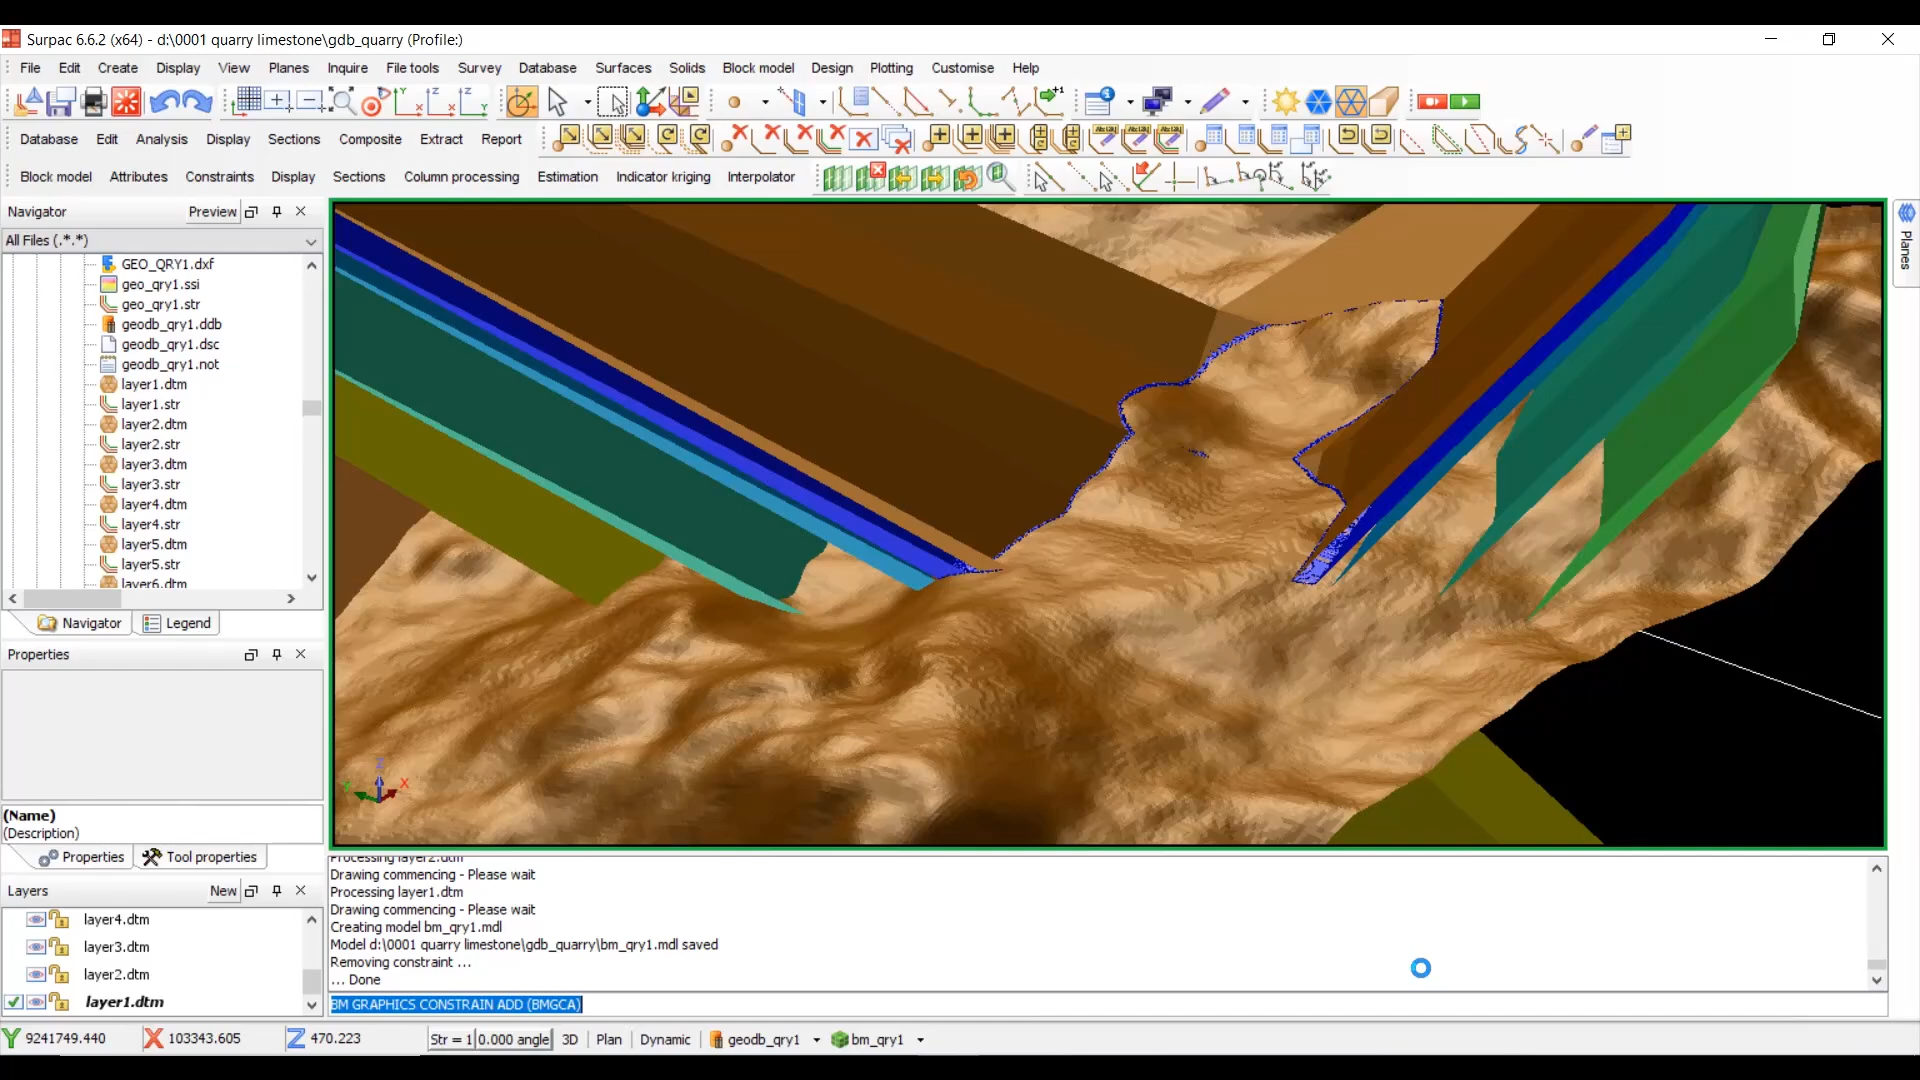 Surpac 6.6.2 (x64) - d:\0001 quarry limestone\gdb_quarry (Profile:)
File Edit Create Display View Planes Inquire File tools Survey Database Surfaces Solids Block model Design Plotting Customise Help
Database Edit Analysis Display Sections Composite Extract Report
Block model Attributes Constraints Display Sections Column processing Estimation Indicator kriging Interpolator
Navigator Preview
All Files (.*.*)
GEO_QRY1.dxf
geo_qry1.ssi
geo_qry1.str
geodb_qry1.ddb
geodb_qry1.dsc
geodb_qry1.not
layer1.dtm
layer1.str
layer2.dtm
layer2.str
layer3.dtm
layer3.str
layer4.dtm
layer4.str
layer5.dtm
layer5.str
layer6.dtm
Navigator Legend
Properties
(Name)
(Description)
Properties Tool properties
Layers New
layer4.dtm
layer3.dtm
layer2.dtm
layer1.dtm
Planes
Z
X
Processing layer2.dtm
Drawing commencing - Please wait
Processing layer1.dtm
Drawing commencing - Please wait
Creating model bm_qry1.mdl
Model d:\0001 quarry limestone\gdb_quarry\bm_qry1.mdl saved
Removing constraint ...
... Done
BM GRAPHICS CONSTRAIN ADD (BMGCA)
Y 9241749.440 X 103343.605 Z 470.223 Str = 1 0.000 angle 3D Plan Dynamic geodb_qry1 bm_qry1